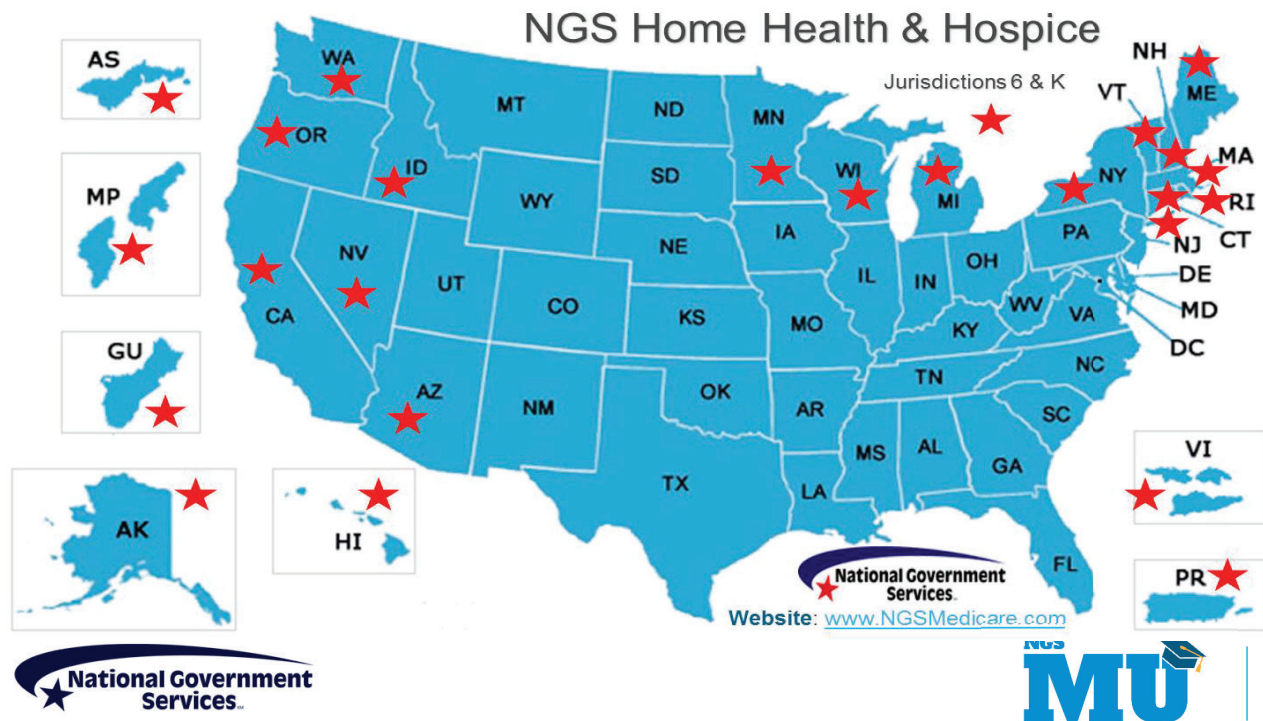 NGS Home Health & Hospice
Jurisdictions 6 & K
AS
MP
GU
AK
HI
WA
OR
ID
MT
ND
MN
SD
WY
WI
MI
NH
VT
ME
MA
NY
RI
CT
NJ
PA
DE
MD
DC
NV
CA
UT
CO
NE
IA
IL
IN
OH
WV
VA
KS
MO
KY
AZ
NM
OK
AR
TN
NC
SC
TX
LA
MS
AL
GA
FL
VI
PR
National Government
Services
Website: www.NGSMedicare.com
National Government
Services
NGS
MU